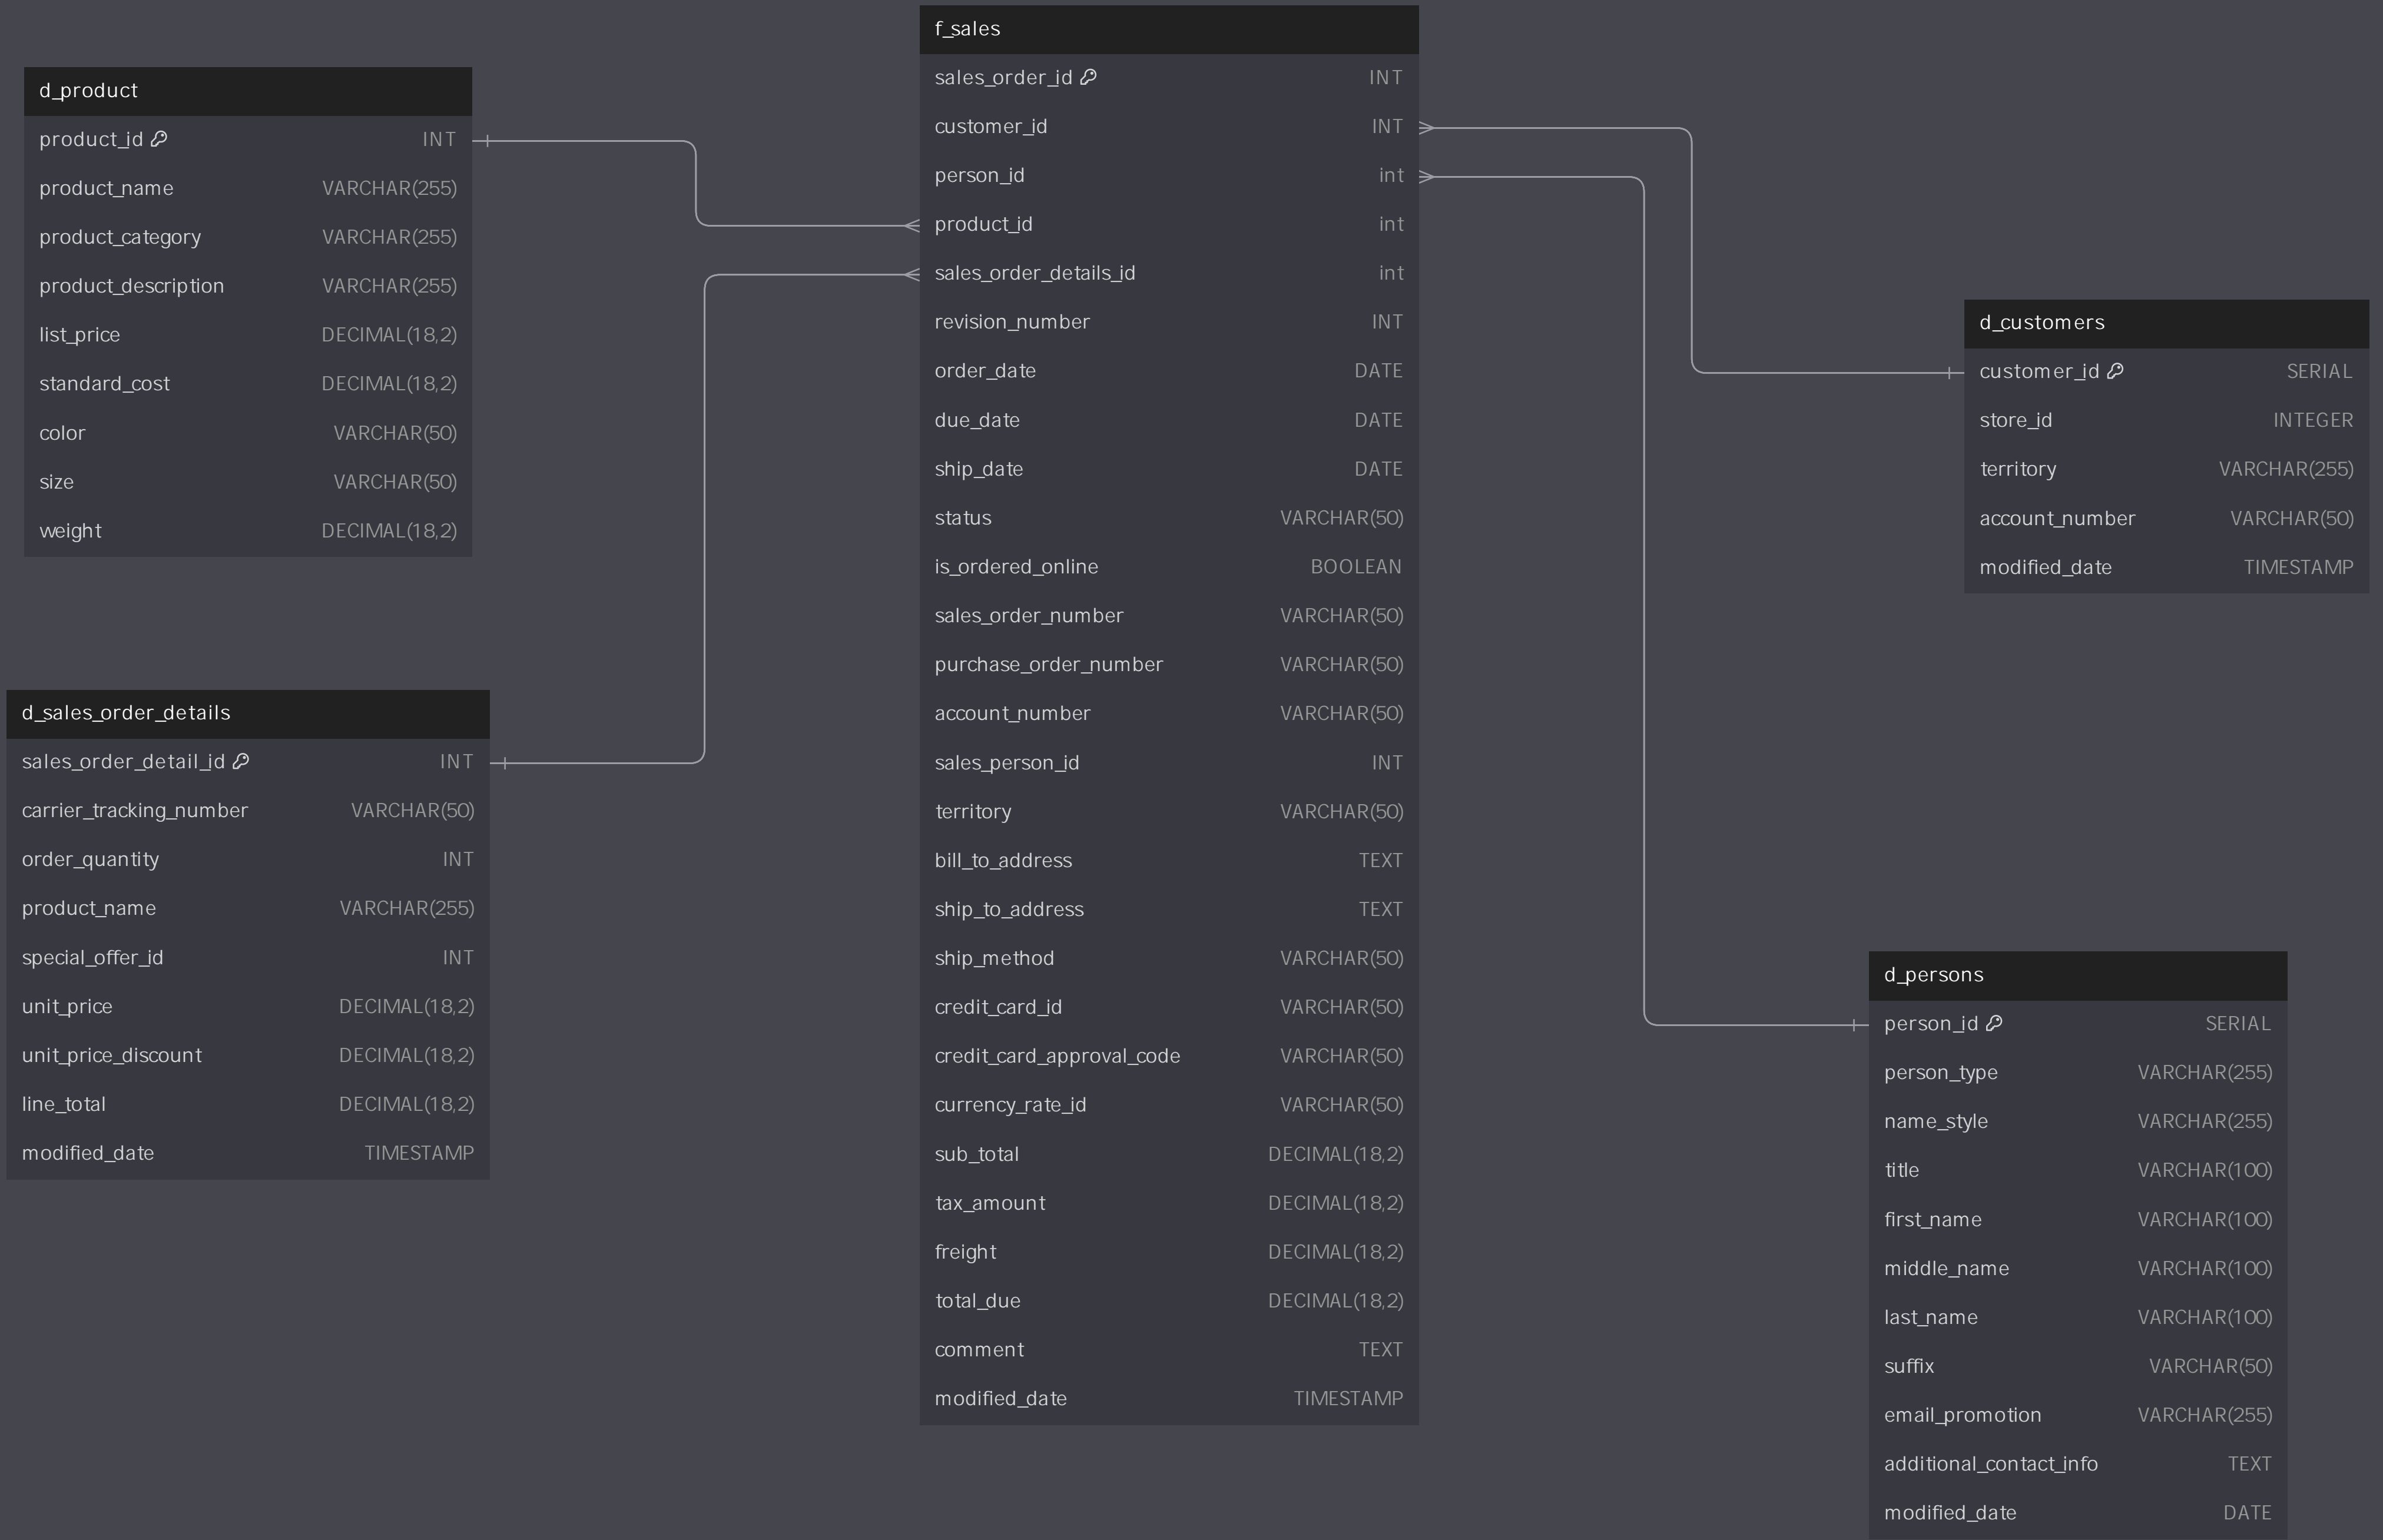 f_sales
sales_order_id INT
customer_id INT
person_id int
product_id int
sales_order_details_id int
revision_number INT
order_date DATE
due_date DATE
ship_date DATE
status VARCHAR(50)
is_ordered_online BOOLEAN
sales_order_number VARCHAR(50)
purchase_order_number VARCHAR(50)
account_number VARCHAR(50)
sales_person_id INT
territory VARCHAR(50)
bill_to_address TEXT
ship_to_address TEXT
ship_method VARCHAR(50)
credit_card_id VARCHAR(50)
credit_card_approval_code VARCHAR(50)
currency_rate_id VARCHAR(50)
sub_total DECIMAL(18,2)
tax_amount DECIMAL(18,2)
freight DECIMAL(18,2)
total_due DECIMAL(18,2)
comment TEXT
modified_date TIMESTAMP
d_product
product_id INT
product_name VARCHAR(255)
product_category VARCHAR(255)
product_description VARCHAR(255)
list_price DECIMAL(18,2)
standard_cost DECIMAL(18,2)
color VARCHAR(50)
size VARCHAR(50)
weight DECIMAL(18,2)
d_sales_order_details
sales_order_detail_id INT
carrier_tracking_number VARCHAR(50)
order_quantity INT
product_name VARCHAR(255)
special_offer_id INT
unit_price DECIMAL(18,2)
unit_price_discount DECIMAL(18,2)
line_total DECIMAL(18,2)
modified_date TIMESTAMP
d_customers
customer_id SERIAL
store_id INTEGER
territory VARCHAR(255)
account_number VARCHAR(50)
modified_date TIMESTAMP
d_persons
person_id SERIAL
person_type VARCHAR(255)
name_style VARCHAR(255)
title VARCHAR(100)
first_name VARCHAR(100)
middle_name VARCHAR(100)
last_name VARCHAR(100)
suffix VARCHAR(50)
email_promotion VARCHAR(255)
additional_contact_info TEXT
modified_date DATE